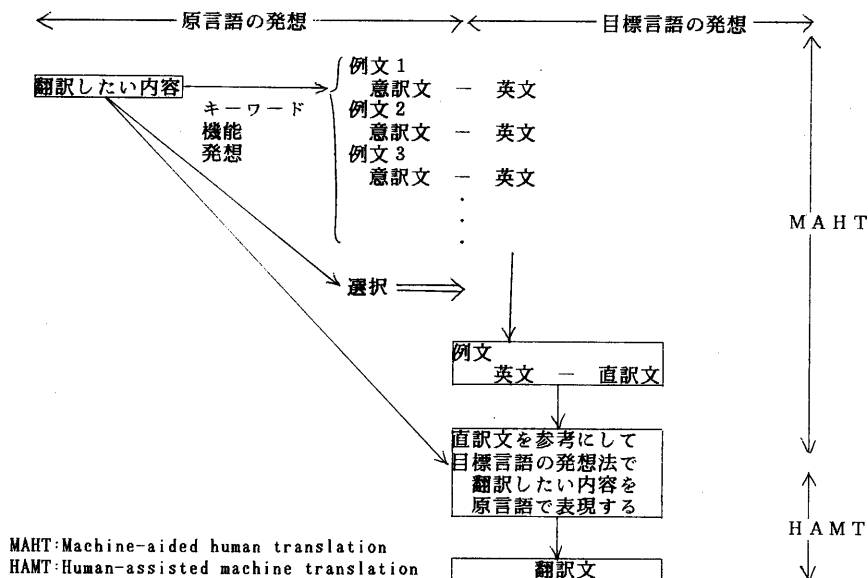 原言語の発想 目標言語の発想
例文1
翻訳したい内容 意訳文 — 英文
キーワード 例文2
機能 意訳文 — 英文
発想 例文3
意訳文 — 英文
・
・
・
MAHT
選択
例文
英文 — 直訳文
直訳文を参考にして
目標言語の発想法で
翻訳したい内容を
原言語で表現する
HAMT
MAHT:Machine-aided human translation
HAMT:Human-assisted machine translation
翻訳文